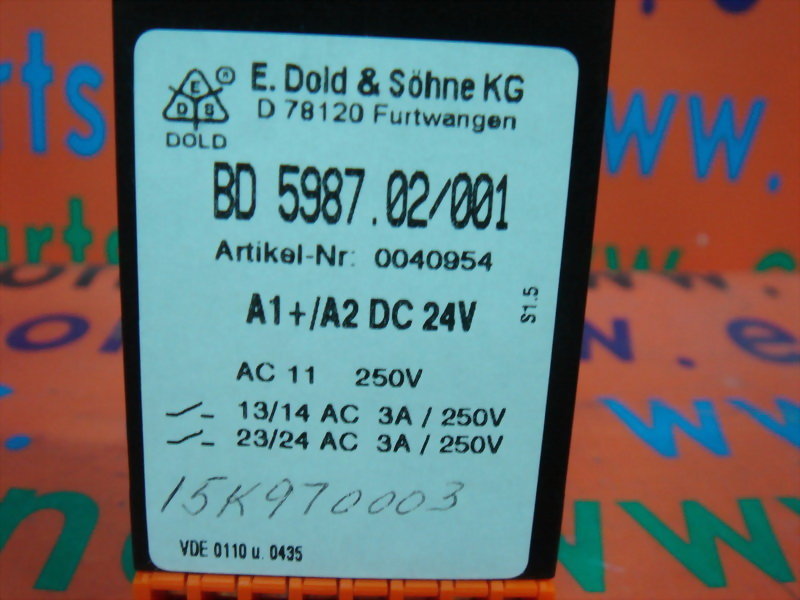 E
D S
®
DOLD
E. Dold & Söhne KG
D 78120 Furtwangen
BD 5987.02/001
Artikel-Nr: 0040954
A1+/A2 DC 24V
S1.5
AC 11 250V
13/14 AC 3A / 250V
23/24 AC 3A / 250V
15K970003
VDE 0110 u. 0435